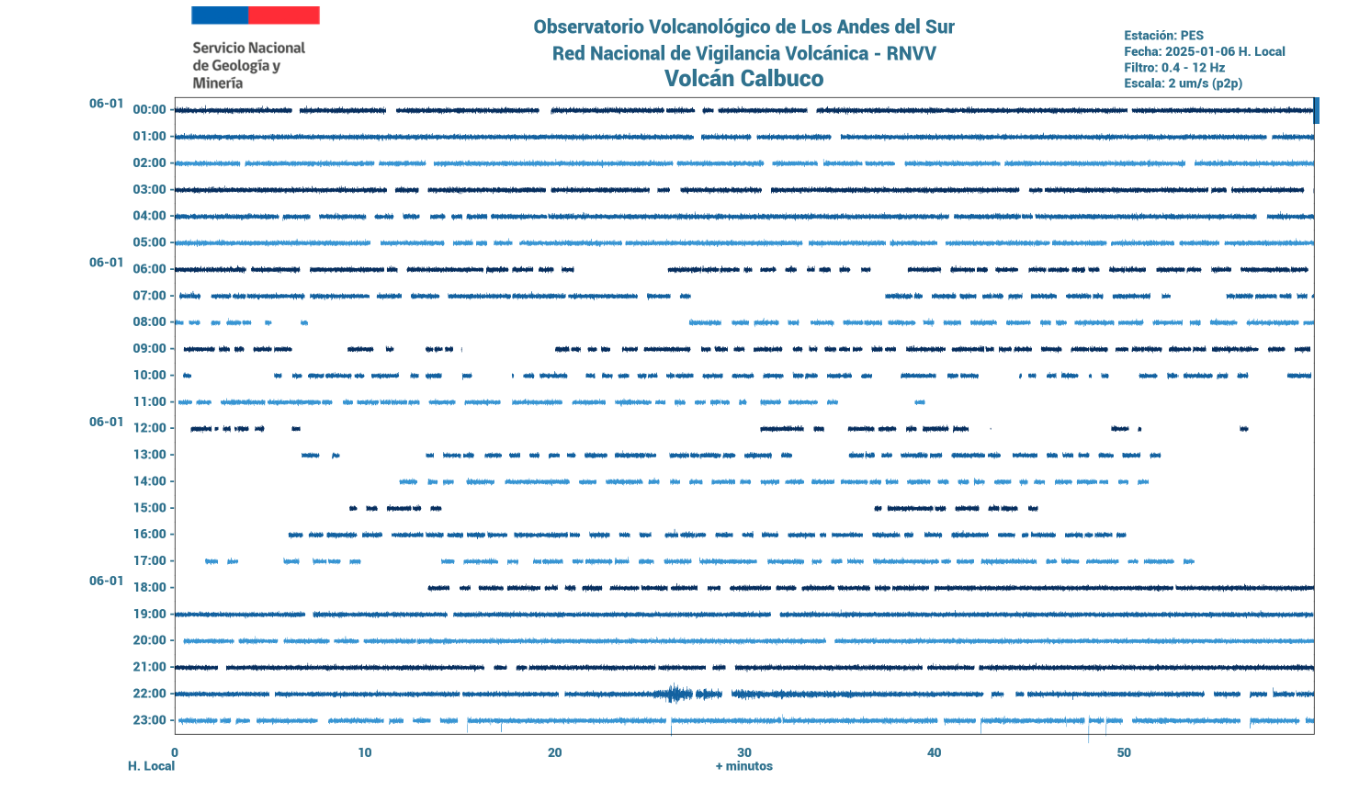 Servicio Nacional
de Geología y
Minería
Observatorio Volcanológico de Los Andes del Sur
Red Nacional de Vigilancia Volcánica - RNVV
Volcán Calbuco
Estación: PES
Fecha: 2025-01-06 H. Local
Filtro: 0.4 - 12 Hz
Escala: 2 um/s (p2p)
06-01 00:00
01:00
02:00
03:00
04:00
05:00
06-01 06:00
07:00
08:00
09:00
10:00
11:00
06-01 12:00
13:00
14:00
15:00
16:00
17:00
06-01 18:00
19:00
20:00
21:00
22:00
23:00
0 10 20 30 40 50
H. Local + minutos